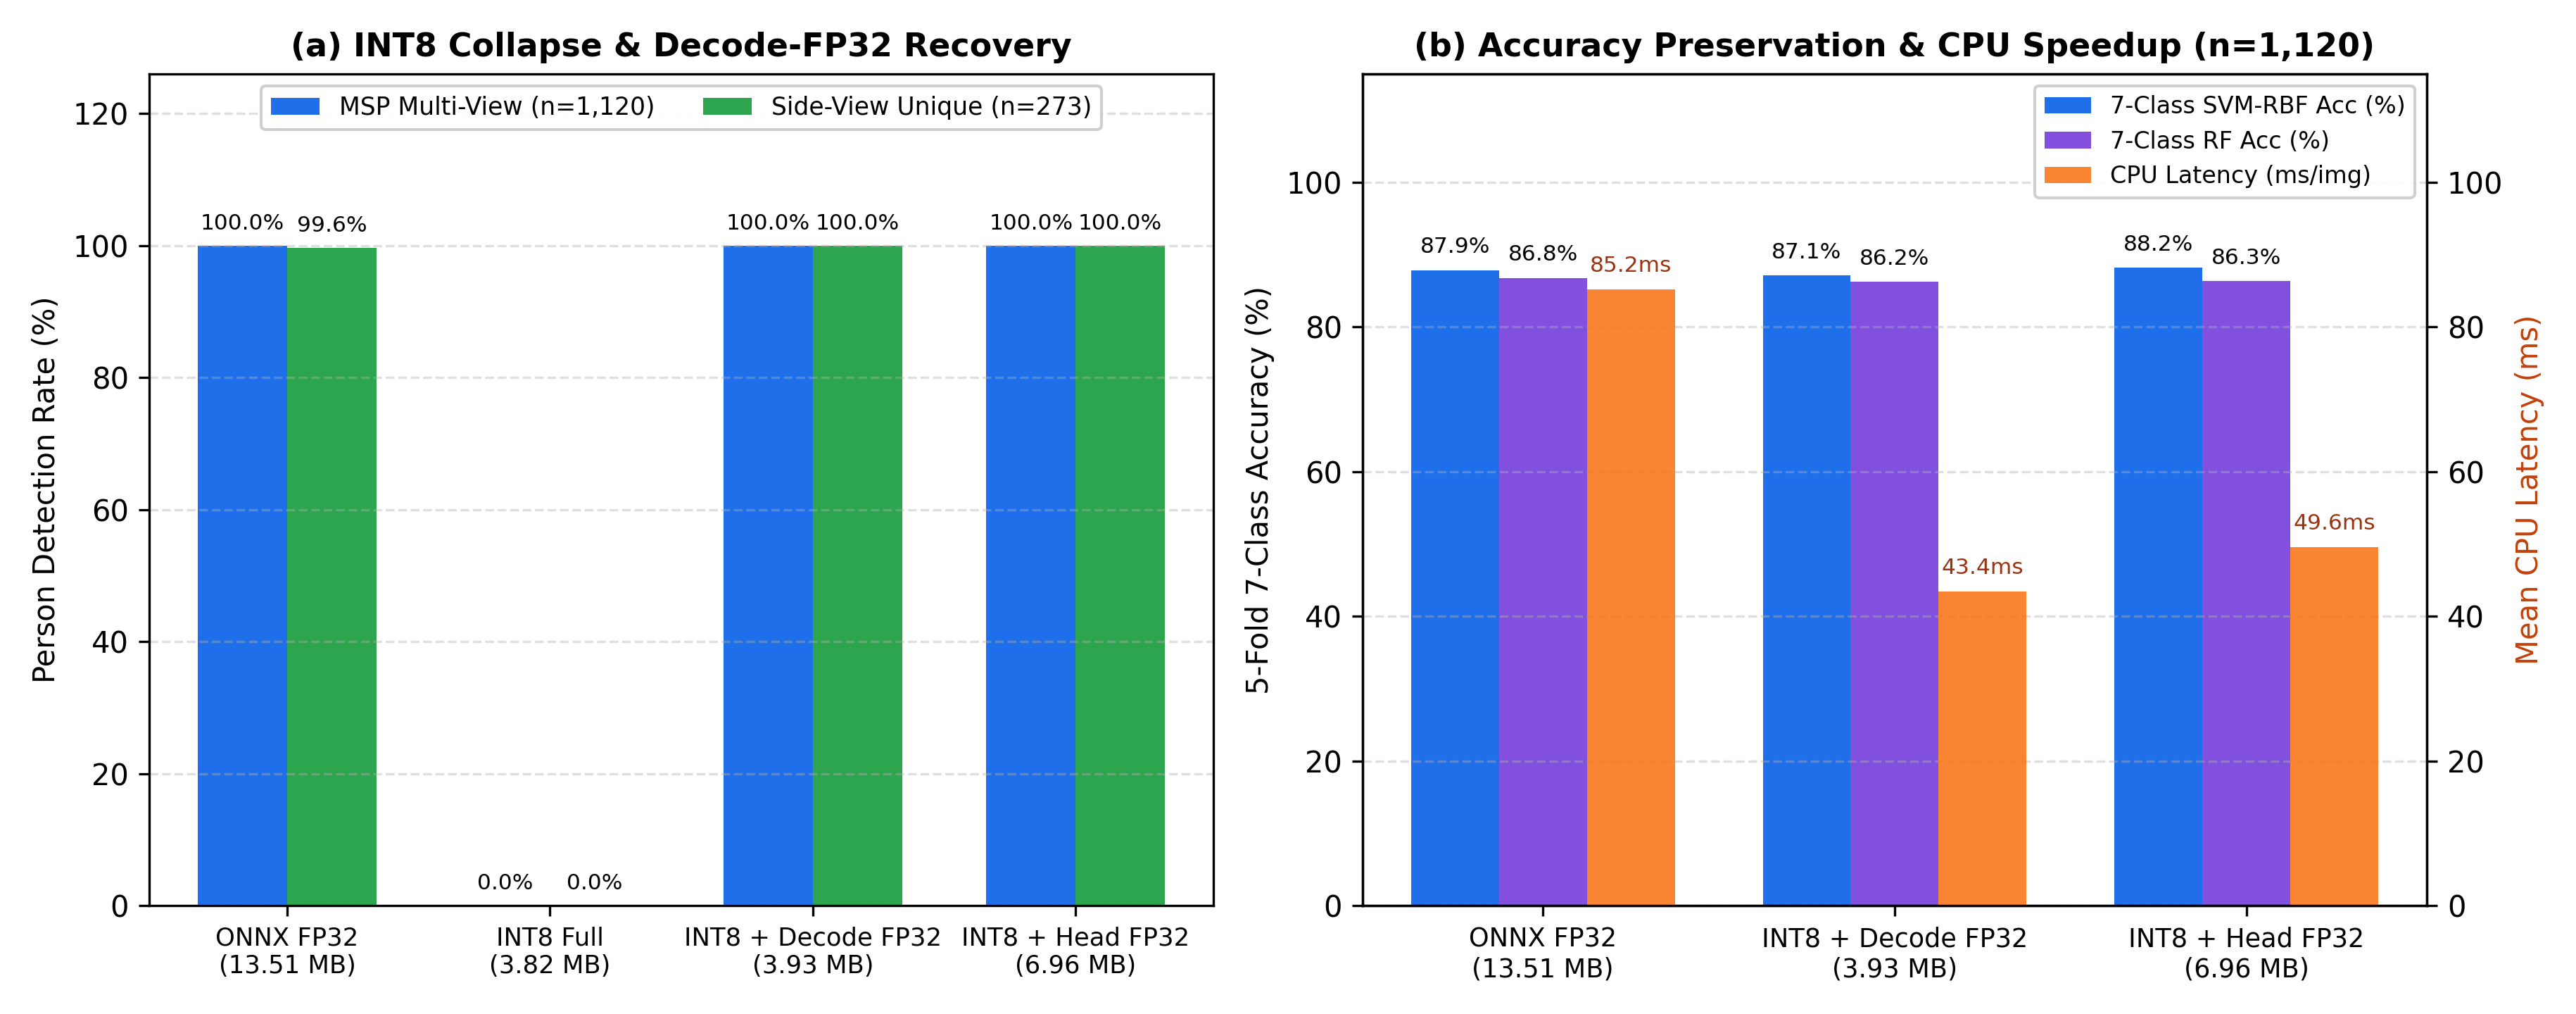 (a) INT8 Collapse & Decode-FP32 Recovery
MSP Multi-View (n=1,120)
Side-View Unique (n=273)
Person Detection Rate (%)
120
100
80
60
40
20
0
100.0%
99.6%
0.0%
0.0%
100.0%
100.0%
100.0%
100.0%
ONNX FP32
(13.51 MB)
INT8 Full
(3.82 MB)
INT8 + Decode FP32
(3.93 MB)
INT8 + Head FP32
(6.96 MB)
(b) Accuracy Preservation & CPU Speedup (n=1,120)
7-Class SVM-RBF Acc (%)
7-Class RF Acc (%)
CPU Latency (ms/img)
5-Fold 7-Class Accuracy (%)
100
80
60
40
20
0
87.9%
86.8%
85.2ms
87.1%
86.2%
43.4ms
88.2%
86.3%
49.6ms
ONNX FP32
(13.51 MB)
INT8 + Decode FP32
(3.93 MB)
INT8 + Head FP32
(6.96 MB)
100
80
60
40
20
0
Mean CPU Latency (ms)